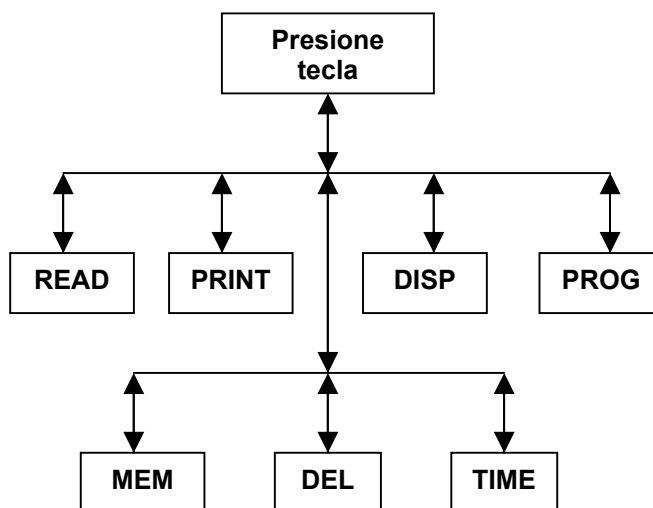 Presione
tecla
READ
PRINT
DISP
PROG
MEM
DEL
TIME